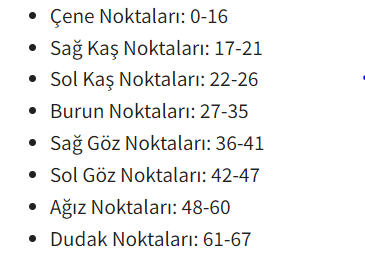 • Çene Noktaları: 0-16
• Sağ Kaş Noktaları: 17-21
• Sol Kaş Noktaları: 22-26
• Burun Noktaları: 27-35
• Sağ Göz Noktaları: 36-41
• Sol Göz Noktaları: 42-47
• Ağız Noktaları: 48-60
• Dudak Noktaları: 61-67